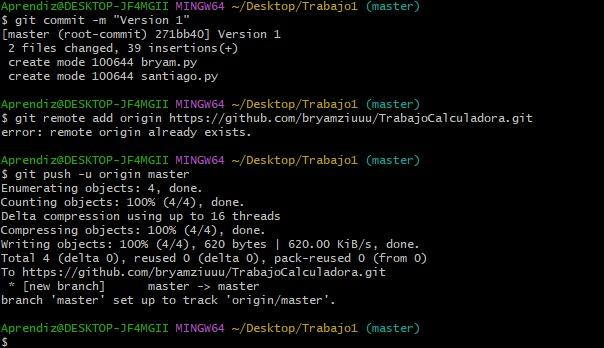 Aprendiz@DESKTOP-JF4MGII MINGW64 ~/Desktop/Trabajo1 (master)
$ git commit -m "Version 1"
[master (root-commit) 271bb40] Version 1
 2 files changed, 39 insertions(+)
 create mode 100644 bryam.py
 create mode 100644 santiago.py

Aprendiz@DESKTOP-JF4MGII MINGW64 ~/Desktop/Trabajo1 (master)
$ git remote add origin https://github.com/bryamziuuu/TrabajoCalculadora.git
error: remote origin already exists.

Aprendiz@DESKTOP-JF4MGII MINGW64 ~/Desktop/Trabajo1 (master)
$ git push -u origin master
Enumerating objects: 4, done.
Counting objects: 100% (4/4), done.
Delta compression using up to 16 threads
Compressing objects: 100% (4/4), done.
Writing objects: 100% (4/4), 620 bytes | 620.00 KiB/s, done.
Total 4 (delta 0), reused 0 (delta 0), pack-reused 0 (from 0)
To https://github.com/bryamziuuu/TrabajoCalculadora.git
 * [new branch]      master -> master
branch 'master' set up to track 'origin/master'.

Aprendiz@DESKTOP-JF4MGII MINGW64 ~/Desktop/Trabajo1 (master)
$